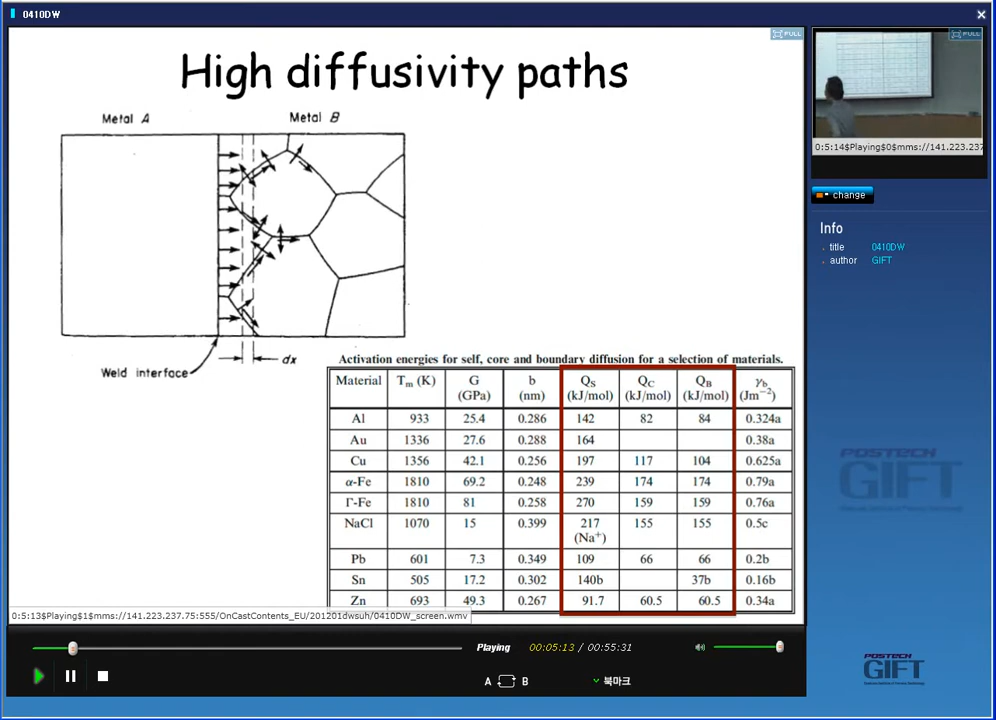 0410DW
FULL
High diffusivity paths
Metal A
Metal B
dx
Weld interface
Activation energies for self, core and boundary diffusion for a selection of materials.
Material Tm (K) G (GPa) b (nm) QS (kJ/mol) QC (kJ/mol) QB (kJ/mol) γb (Jm−2)
Al 933 25.4 0.286 142 82 84 0.324a
Au 1336 27.6 0.288 164 0.38a
Cu 1356 42.1 0.256 197 117 104 0.625a
α-Fe 1810 69.2 0.248 239 174 174 0.79a
Γ-Fe 1810 81 0.258 270 159 159 0.76a
NaCl 1070 15 0.399 217 (Na+) 155 155 0.5c
Pb 601 7.3 0.349 109 66 66 0.2b
Sn 505 17.2 0.302 140b 37b 0.16b
Zn 693 49.3 0.267 91.7 60.5 60.5 0.34a
0:5:13$Playing$1$mms://141.223.237.75:555/OnCastContents_EU/201201dwsuh/0410DW_screen.wmv
Playing 00:05:13 / 00:55:31
A B 북마크
FULL
0:5:14$Playing$0$mms://141.223.237
change
Info
. title 0410DW
. author GIFT
POSTECH
GIFT
POSTECH
GIFT